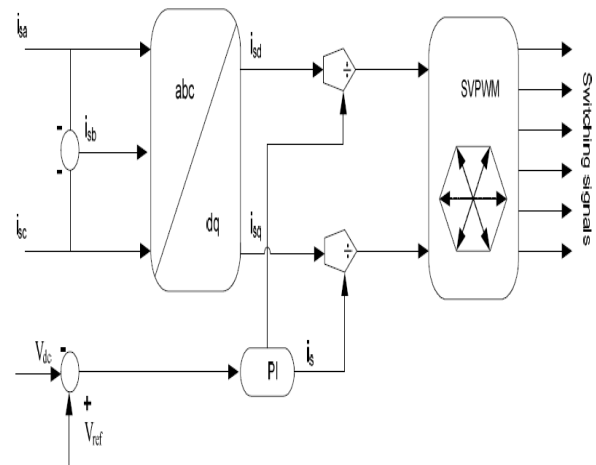 isa
isd
abc
÷
SVPWM
isb
-
-
dq
isq
isc
÷
Switching signals
Vdc
-
PI
is
+
Vref